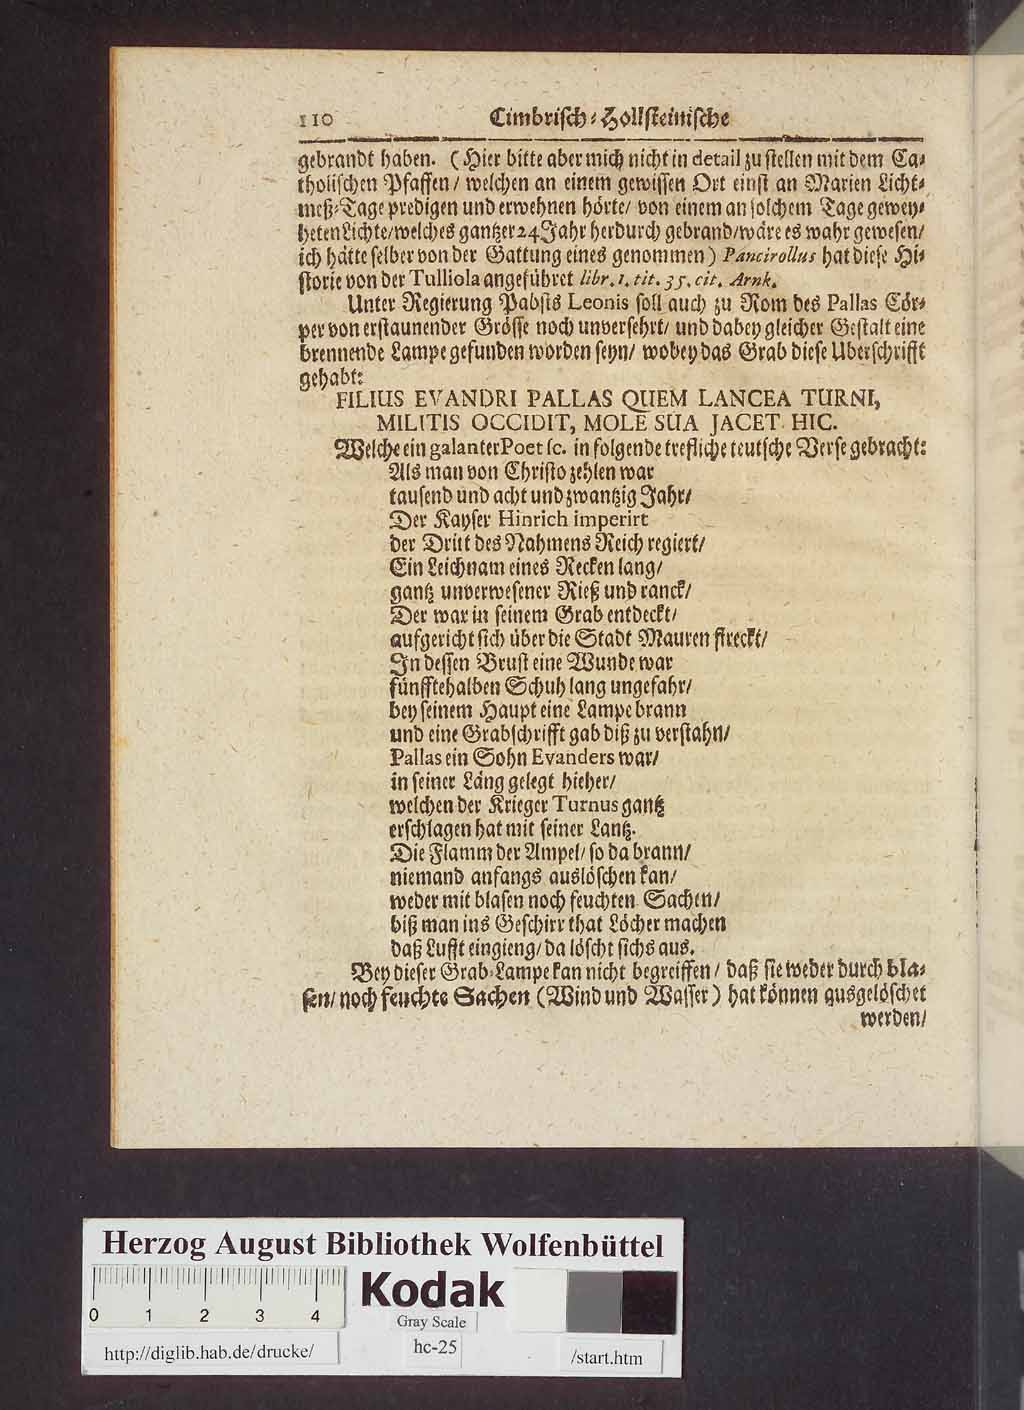 110 Cimbrisch-Hollsteinische
gebrandt haben. (Hier bitte aber mich nicht in detail zu stellen mit dem Ca-
tholischen Pfaffen/ welchen an einem gewissen Ort einst an Marien Licht-
meß-Tage predigen und erwehnen hörte/ von einem an solchem Tage gewey-
heten Lichte/ welches gantzer 24 Jahr herdurch gebrand/ wäre es wahr gewesen/
ich hätte selber von der Gattung eines genommen) Pancirollus hat diese Hi-
storie von der Tulliola angeführet libr. 1. tit. 35. cit. Arnk.
Unter Regierung Pabsts Leonis soll auch zu Rom des Pallas Cör-
per von erstaunender Grösse noch unversehrt/ und dabey gleicher Gestalt eine
brennende Lampe gefunden worden seyn/ wobey das Grab diese Uberschrifft
gehabt:
FILIUS EVANDRI PALLAS QUEM LANCEA TURNI,
MILITIS OCCIDIT, MOLE SUA JACET HIC.
Welche ein galanter Poet sc. in folgende trefliche teutsche Verse gebracht:
Als man von Christo zehlen war
tausend und acht und zwantzig Jahr/
Der Kayser Hinrich imperirt
der Dritt des Nahmens Reich regiert/
Ein Leichnam eines Recken lang/
gantz unverwesener Rieß und ranck/
Der war in seinem Grab entdeckt/
aufgericht sich über die Stadt Mauren streckt/
In dessen Brust eine Wunde war
fünfftehalben Schuh lang ungefahr/
bey seinem Haupt eine Lampe brann
und eine Grabschrifft gab diß zu verstahn/
Pallas ein Sohn Evanders war/
in seiner Läng gelegt hieher/
welchen der Krieger Turnus gantz
erschlagen hat mit seiner Lantz.
Die Flamm der Ampel/ so da brann/
niemand anfangs auslöschen kan/
weder mit blasen noch feuchten Sachen/
biß man ins Geschirr that Löcher machen
daß Lufft eingieng/ da löscht sichs aus.
Bey dieser Grab-Lampe kan nicht begreiffen/ daß sie weder durch bla-
sen/ noch feuchte Sachen (Wind und Wasser) hat können ausgelöschet
werden/
Herzog August Bibliothek Wolfenbüttel
0 1 2 3 4
Kodak
Gray Scale
http://diglib.hab.de/drucke/
hc-25
/start.htm